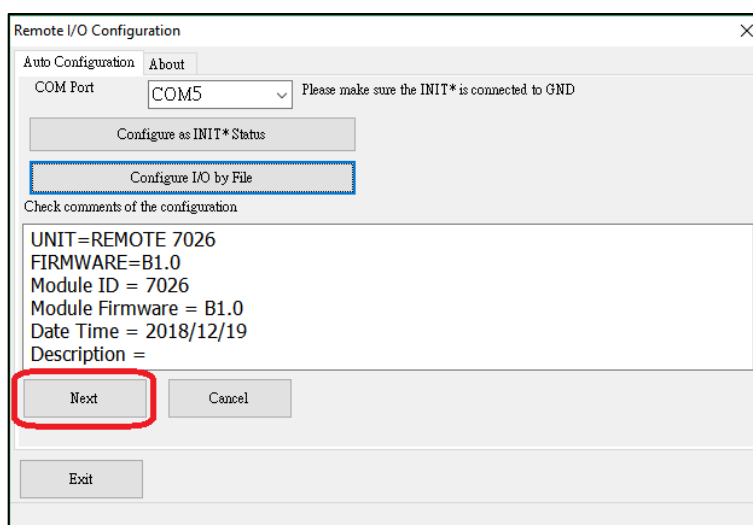 Remote I/O Configuration
Auto Configuration About
COM Port COM5 Please make sure the INIT* is connected to GND
Configure as INIT* Status
Configure I/O by File
Check comments of the configuration
UNIT=REMOTE 7026
FIRMWARE=B1.0
Module ID = 7026
Module Firmware = B1.0
Date Time = 2018/12/19
Description =
Next Cancel
Exit